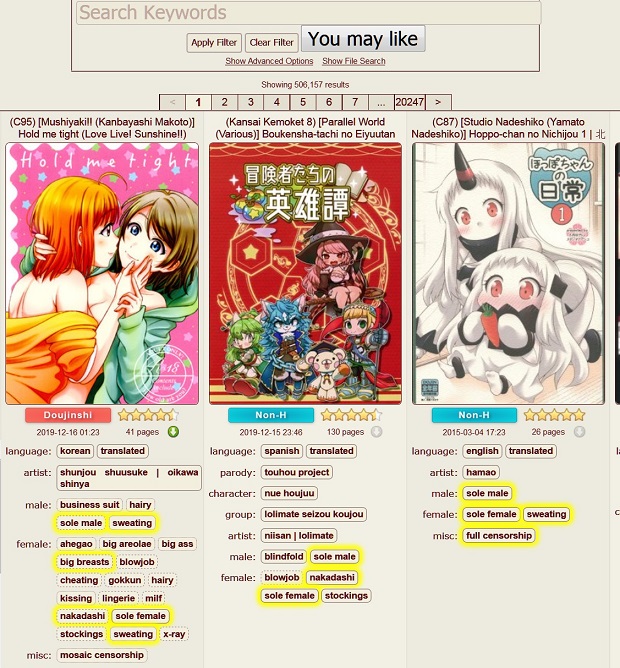 Search Keywords
Apply Filter Clear Filter You may like
Show Advanced Options Show File Search
Showing 506,157 results
< 1 2 3 4 5 6 7 ... 20247 >
(C95) [Mushiyaki!! (Kanbayashi Makoto)]
Hold me tight (Love Live! Sunshine!!)
Hold me tight
R18
Doujinshi
2019-12-16 01:23 41 pages
language: korean translated
artist: shunjou shuusuke | oikawa
shinya
male: business suit hairy
sole male sweating
female: ahegao big areolae big ass
big breasts blowjob
cheating gokkun hairy
kissing lingerie milf
nakadashi sole female
stockings sweating x-ray
misc: mosaic censorship
(Kansai Kemoket 8) [Parallel World
(Various)] Boukensha-tachi no Eiyuutan
冒険者たちの
英雄譚
Non-H
2019-12-15 23:46 130 pages
language: spanish translated
parody: touhou project
character: nue houjuu
group: lolimate seizou koujou
artist: niisan | lolimate
male: blindfold sole male
female: blowjob nakadashi
sole female stockings
(C87) [Studio Nadeshiko (Yamato
Nadeshiko)] Hoppo-chan no Nichijou 1 | 北
ほっぽちゃん
の
日常
1
Non-H
2015-03-04 17:23 26 pages
language: english translated
artist: hamao
male: sole male
female: sole female sweating
misc: full censorship